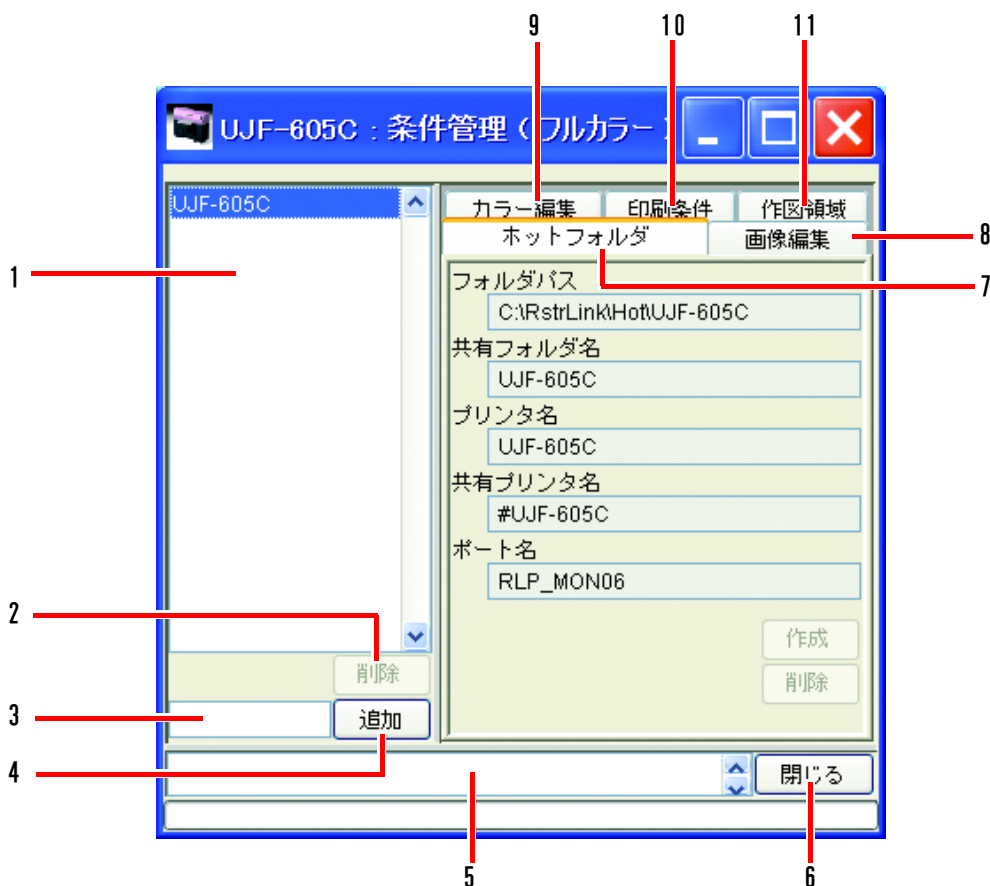 9 10 11
UJF-605C : 条件管理 ( フルカラー )
UJF-605C
カラー編集 印刷条件 作図領域
ホットフォルダ 画像編集
8
1
7
フォルダパス
C:\RstrLink\Hot\UJF-605C
共有フォルダ名
UJF-605C
プリンタ名
UJF-605C
共有プリンタ名
#UJF-605C
ポート名
RLP_MON06
2
作成
削除
削除
3
追加
4
閉じる
5 6